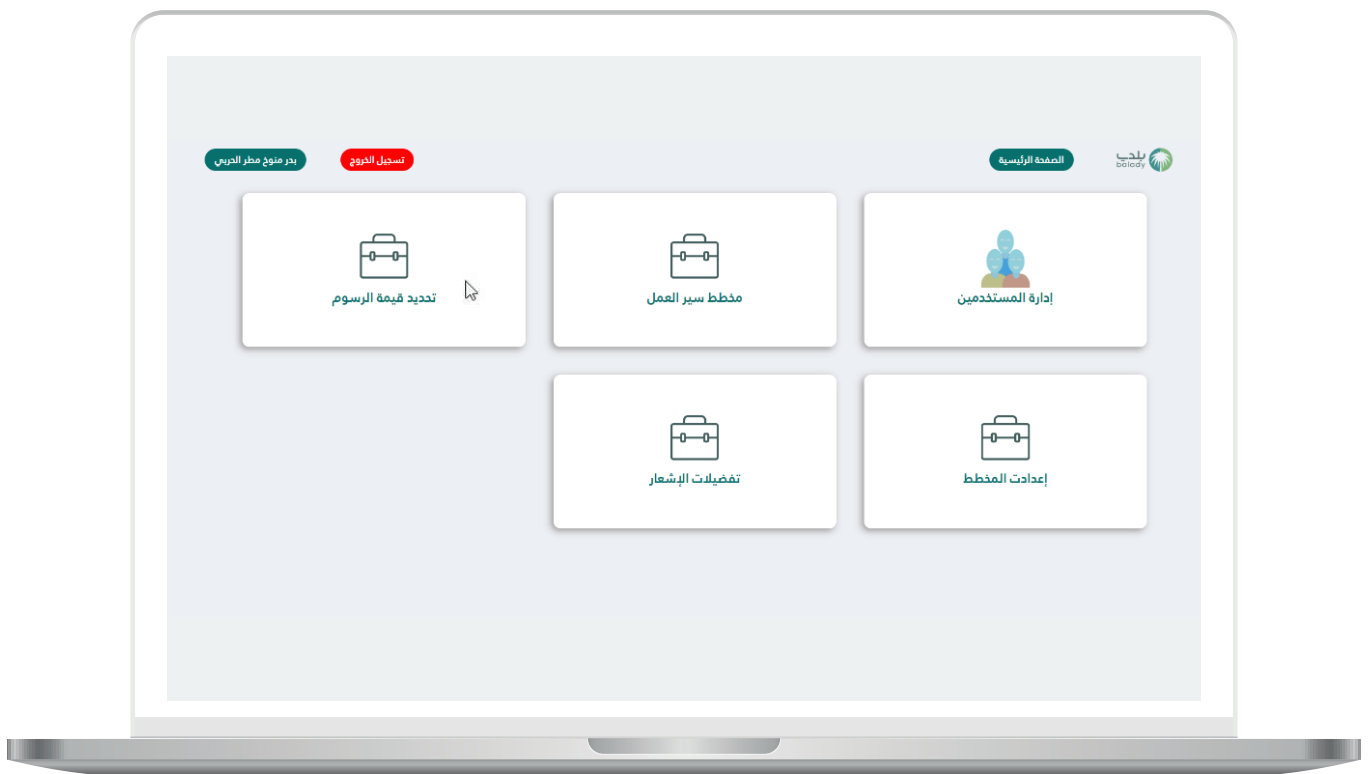 بلدي
balady
الصفحة الرئيسية
تسجيل الخروج
بدر منوخ مطر الحربي
إدارة المستخدمين
مخطط سير العمل
تحديد قيمة الرسوم
إعدادت المخطط
تفضيلات الإشعار